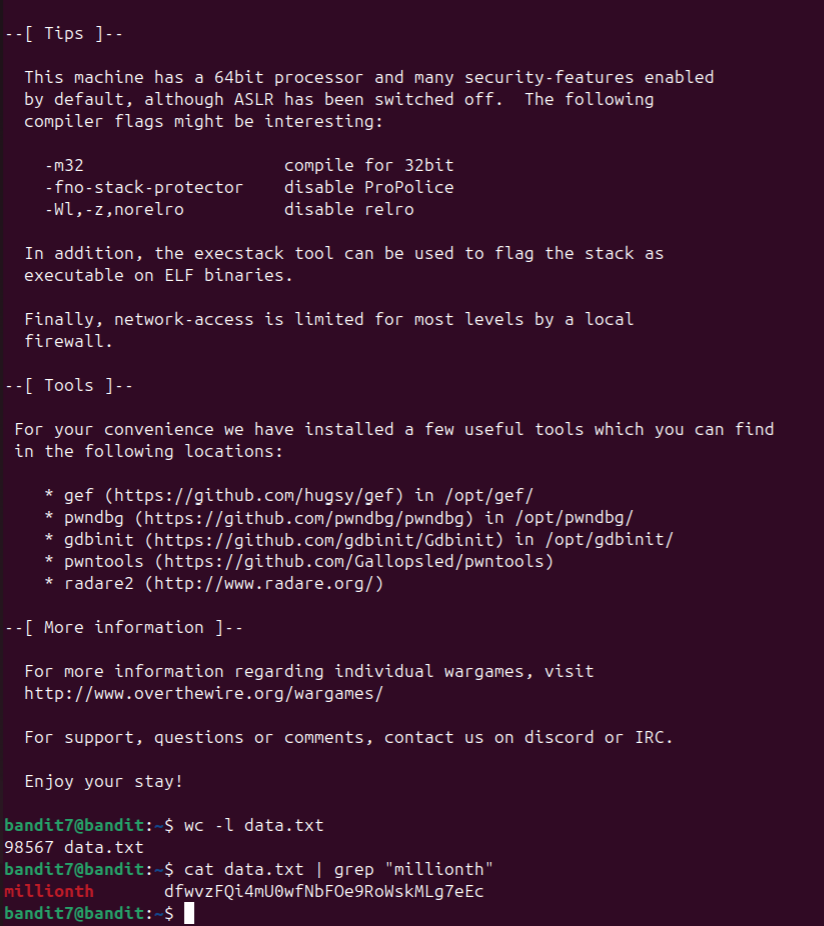 --[ Tips ]--
This machine has a 64bit processor and many security-features enabled
by default, although ASLR has been switched off.  The following
compiler flags might be interesting:
-m32                    compile for 32bit
-fno-stack-protector    disable ProPolice
-Wl,-z,norelro          disable relro
In addition, the execstack tool can be used to flag the stack as
executable on ELF binaries.
Finally, network-access is limited for most levels by a local
firewall.
--[ Tools ]--
For your convenience we have installed a few useful tools which you can find
in the following locations:
* gef (https://github.com/hugsy/gef) in /opt/gef/
* pwndbg (https://github.com/pwndbg/pwndbg) in /opt/pwndbg/
* gdbinit (https://github.com/gdbinit/Gdbinit) in /opt/gdbinit/
* pwntools (https://github.com/Gallopsled/pwntools)
* radare2 (http://www.radare.org/)
--[ More information ]--
For more information regarding individual wargames, visit
http://www.overthewire.org/wargames/
For support, questions or comments, contact us on discord or IRC.
Enjoy your stay!
bandit7@bandit:~$ wc -l data.txt
98567 data.txt
bandit7@bandit:~$ cat data.txt | grep "millionth"
millionth       dfwvzFQi4mU0wfNbFOe9RoWskMLg7eEc
bandit7@bandit:~$